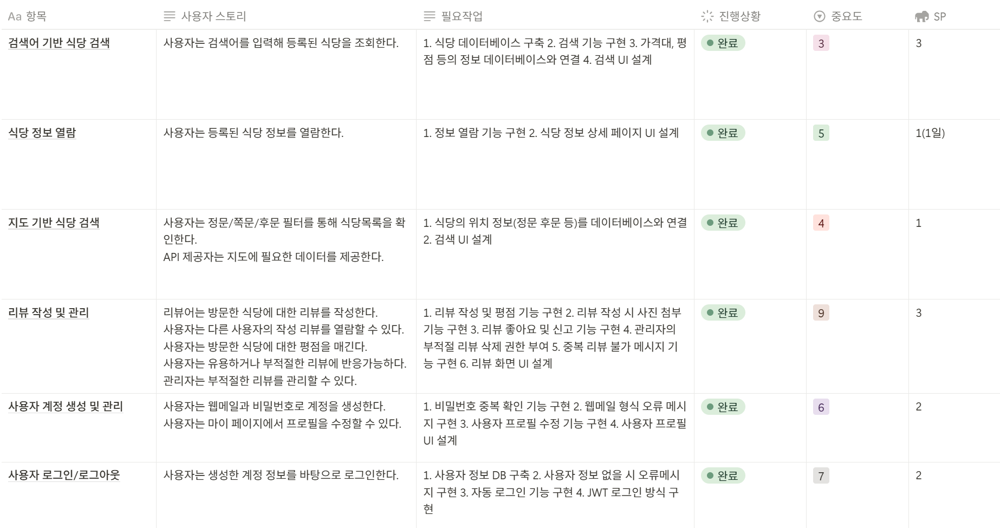 Aa 항목 사용자 스토리 필요작업 진행상황 중요도 SP
검색어 기반 식당 검색 사용자는 검색어를 입력해 등록된 식당을 조회한다. 1. 식당 데이터베이스 구축 2. 검색 기능 구현 3. 가격대, 평 완료 3 3
점 등의 정보 데이터베이스와 연결 4. 검색 UI 설계
식당 정보 열람 사용자는 등록된 식당 정보를 열람한다. 1. 정보 열람 기능 구현 2. 식당 정보 상세 페이지 UI 설계 완료 5 1(1일)
지도 기반 식당 검색 사용자는 정문/쪽문/후문 필터를 통해 식당목록을 확 1. 식당의 위치 정보(정문 후문 등)를 데이터베이스와 연결 완료 4 1
인한다. 2. 검색 UI 설계
API 제공자는 지도에 필요한 데이터를 제공한다.
리뷰 작성 및 관리 리뷰어는 방문한 식당에 대한 리뷰를 작성한다. 1. 리뷰 작성 및 평점 기능 구현 2. 리뷰 작성 시 사진 첨부 완료 9 3
사용자는 다른 사용자의 작성 리뷰를 열람할 수 있다. 기능 구현 3. 리뷰 좋아요 및 신고 기능 구현 4. 관리자의
사용자는 방문한 식당에 대한 평점을 매긴다. 부적절 리뷰 삭제 권한 부여 5. 중복 리뷰 불가 메시지 기
사용자는 유용하거나 부적절한 리뷰에 반응가능하다. 능 구현 6. 리뷰 화면 UI 설계
관리자는 부적절한 리뷰를 관리할 수 있다.
사용자 계정 생성 및 관리 사용자는 웹메일과 비밀번호로 계정을 생성한다. 1. 비밀번호 중복 확인 기능 구현 2. 웹메일 형식 오류 메시 완료 6 2
사용자는 마이 페이지에서 프로필을 수정할 수 있다. 지 구현 3. 사용자 프로필 수정 기능 구현 4. 사용자 프로필
UI 설계
사용자 로그인/로그아웃 사용자는 생성한 계정 정보를 바탕으로 로그인한다. 1. 사용자 정보 DB 구축 2. 사용자 정보 없을 시 오류메시 완료 7 2
지 구현 3. 자동 로그인 기능 구현 4. JWT 로그인 방식 구
현